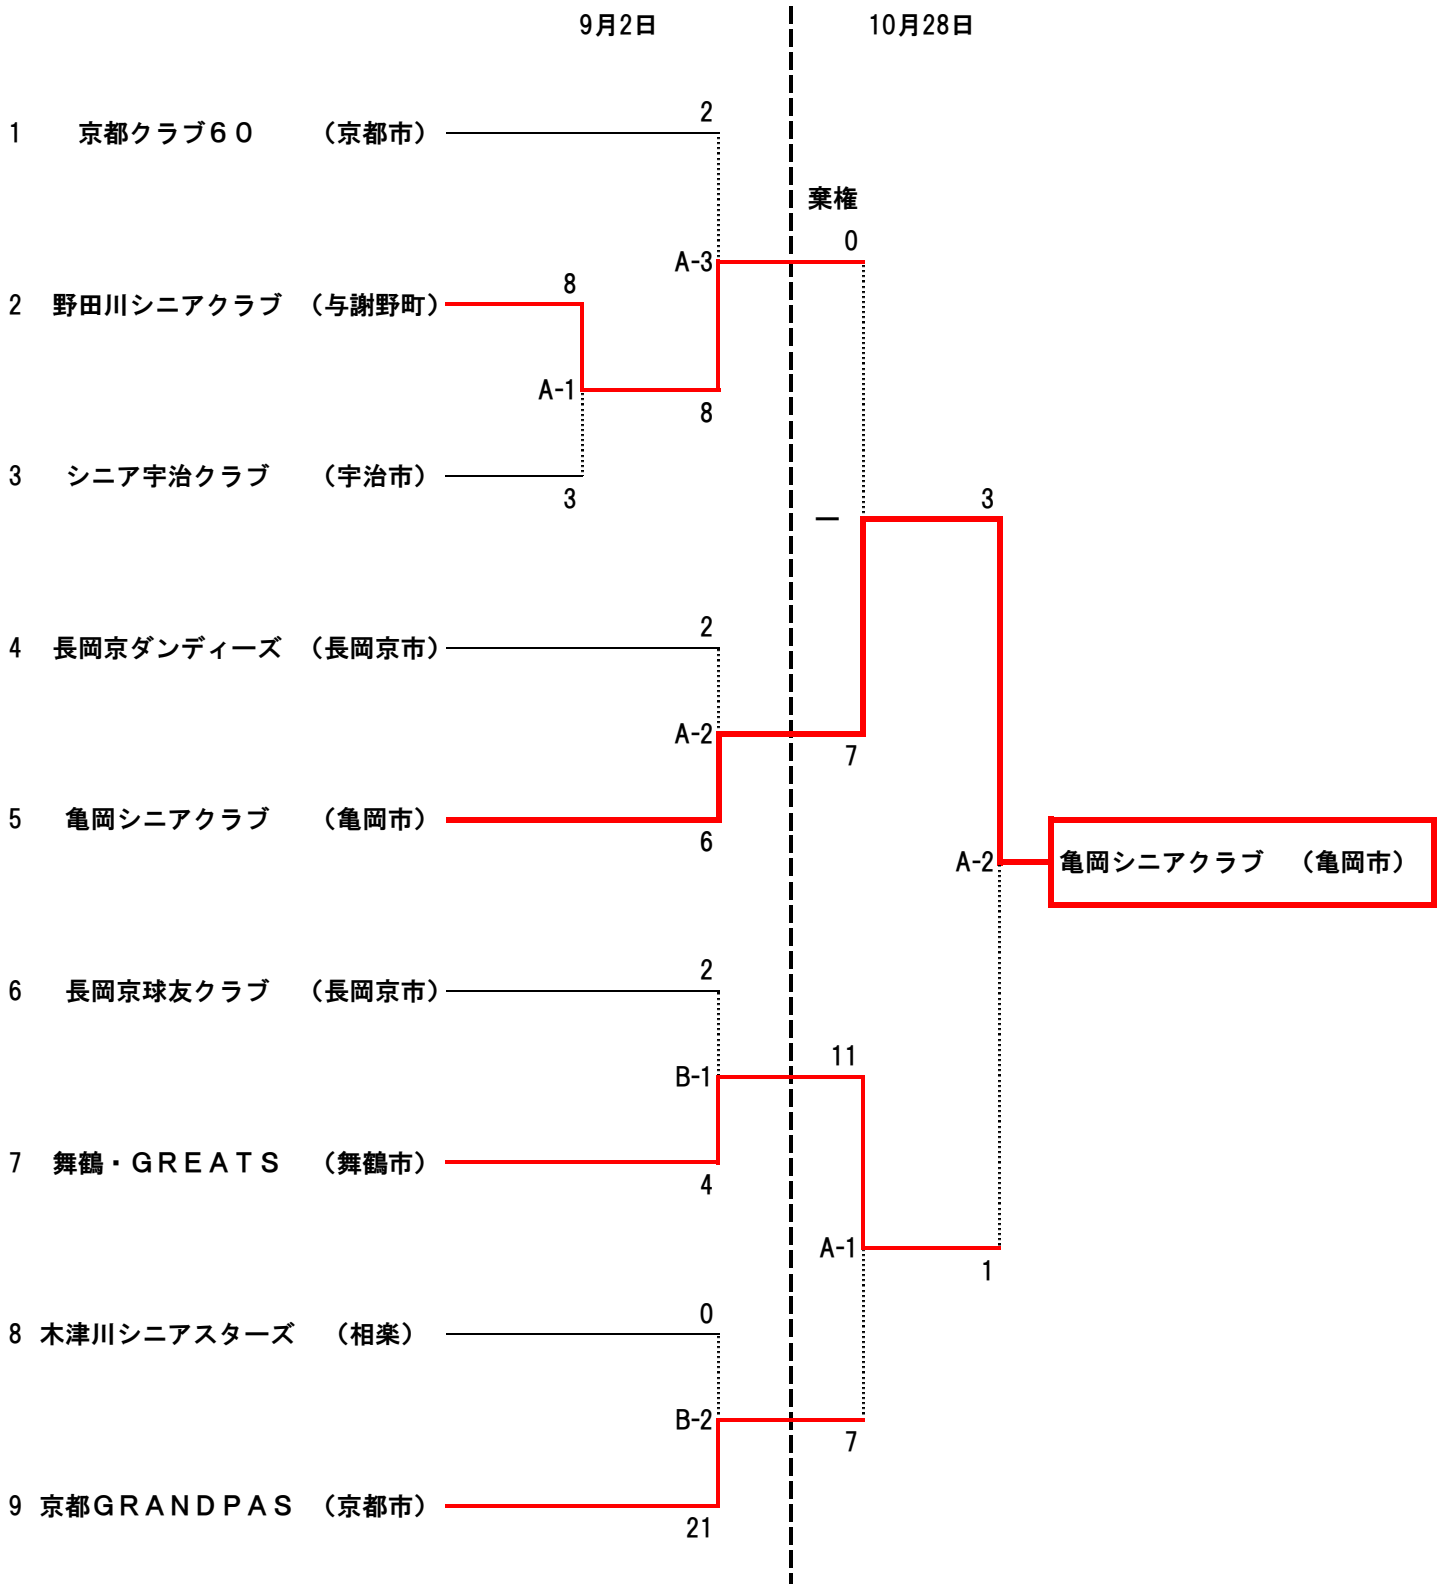 9月2日 10月28日
2
1 京都クラブ60 （京都市）
棄権
0
A-3
8
2 野田川シニアクラブ （与謝野町）
A-1
8
3 シニア宇治クラブ （宇治市）
3
3
—
2
4 長岡京ダンディーズ （長岡京市）
A-2
7
5 亀岡シニアクラブ （亀岡市）
6
A-2 亀岡シニアクラブ （亀岡市）
2
6 長岡京球友クラブ （長岡京市）
11
B-1
7 舞鶴・GREATS （舞鶴市）
4
A-1
1
0
8 木津川シニアスターズ （相楽）
B-2
7
9 京都GRANDPAS （京都市）
21